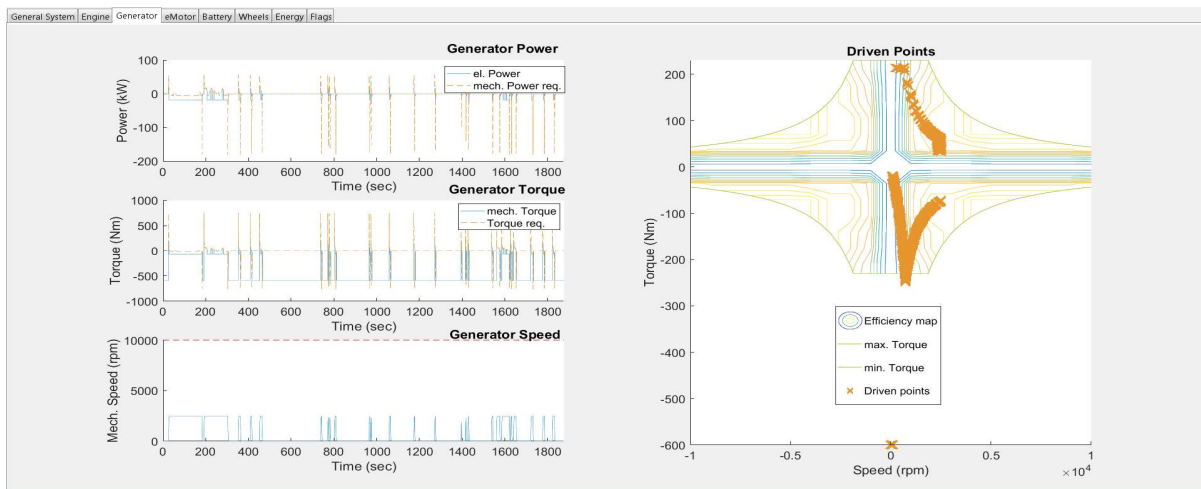 General System Engine Generator eMotor Battery Wheels Energy Flags
Generator Power
100
0
-100
-200
Power (kW)
el. Power
mech. Power req.
0 200 400 600 800 1000 1200 1400 1600 1800
Time (sec)
Generator Torque
1000
500
0
-500
-1000
Torque (Nm)
mech. Torque
Torque req.
0 200 400 600 800 1000 1200 1400 1600 1800
Time (sec)
Generator Speed
10000
5000
0
Mech. Speed (rpm)
0 200 400 600 800 1000 1200 1400 1600 1800
Time (sec)
Driven Points
200
100
0
-100
-200
-300
-400
-500
-600
Torque (Nm)
Efficiency map
max. Torque
min. Torque
Driven points
-1 -0.5 0 0.5 1
Speed (rpm)
×10⁴